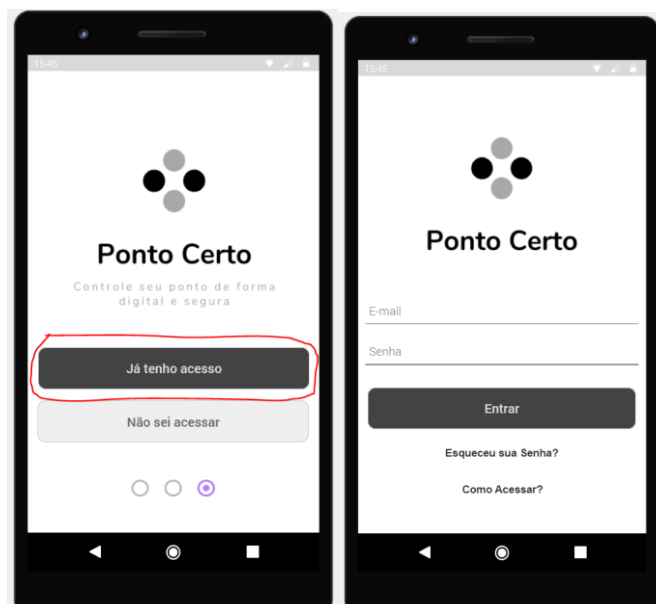 15:45
Ponto Certo
Controle seu ponto de forma
digital e segura
Já tenho acesso
Não sei acessar
15:45
Ponto Certo
E-mail
Senha
Entrar
Esqueceu sua Senha?
Como Acessar?